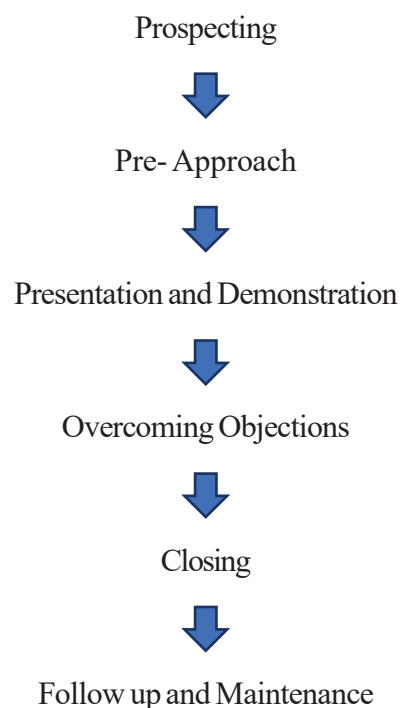 Prospecting
Pre- Approach
Presentation and Demonstration
Overcoming Objections
Closing
Follow up and Maintenance